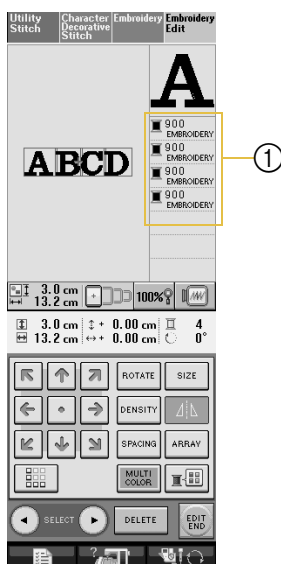 Utility Stitch
Character Decorative Stitch
Embroidery
Embroidery Edit
A
900
EMBROIDERY
900
EMBROIDERY
900
EMBROIDERY
900
EMBROIDERY
①
ABCD
3.0 cm
13.2 cm
100%
3.0 cm
+ 0.00 cm
4
13.2 cm
+ 0.00 cm
0°
ROTATE
SIZE
DENSITY
SPACING
ARRAY
MULTI COLOR
SELECT
DELETE
EDIT END